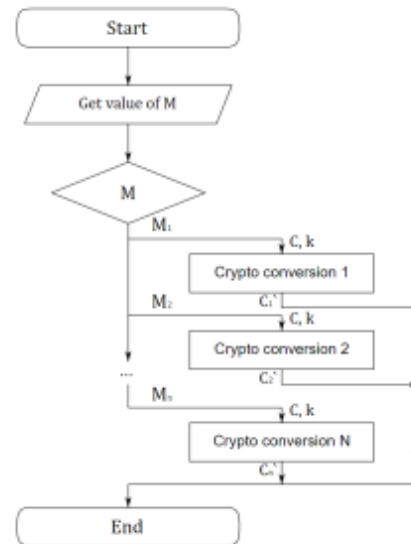 Start
Get value of M
M
M₁
C, k
Crypto conversion 1
C₁`
M₂
C, k
Crypto conversion 2
C₂`
...
Mₙ
C, k
Crypto conversion N
Cₙ`
End